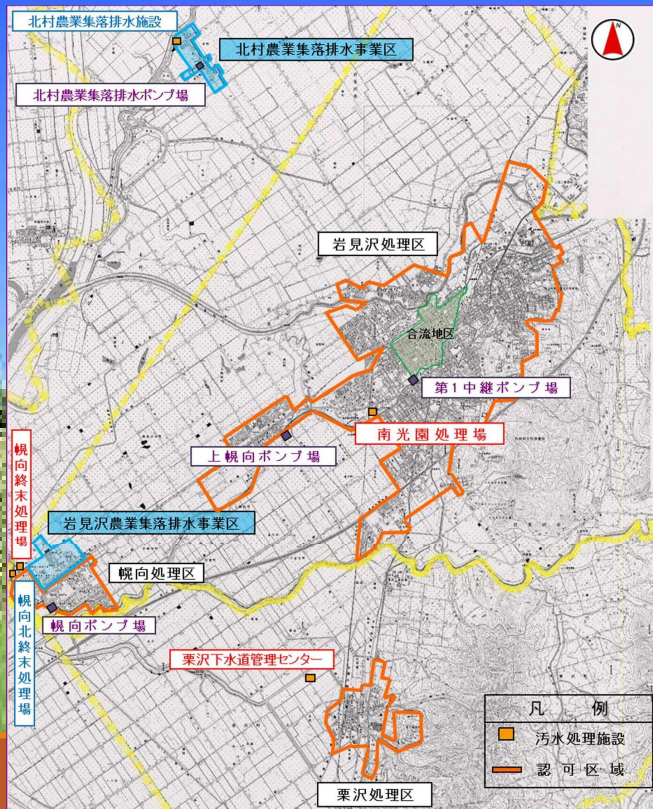 北村農業集落排水施設
北村農業集落排水事業区
N
北村農業集落排水ポンプ場
岩見沢処理区
合流地区
第1中継ポンプ場
南光園処理場
上幌向ポンプ場
幌向終末処理場
岩見沢農業集落排水事業区
幌向処理区
幌向北終末処理場
幌向ポンプ場
栗沢下水道管理センター
凡 例
汚水処理施設
認可区域
栗沢処理区